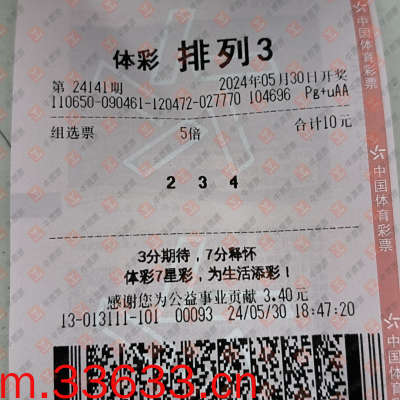 体彩 排列3
第 24141期 2024年05月30日开奖
110650-090461-120472-027770 104696 Pg+uAA
组选票 5倍 合计10元
2 3 4
3分期待，7分释怀
体彩7星彩，为生活添彩！
感谢您为公益事业贡献 3.40元
13-013111-101 00093 24/05/30 18:47:20
中国体育彩票
中国体育彩票
中国体育彩票
m.33633.cn